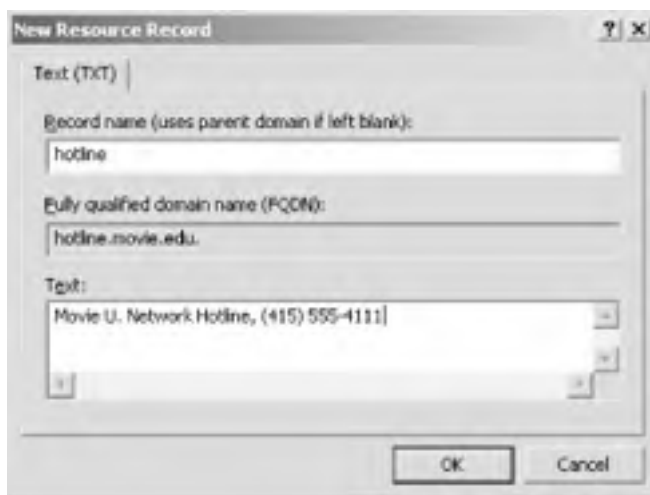 New Resource Record
Text (TXT)
Record name (uses parent domain if left blank):
hotline
Fully qualified domain name (FQDN):
hotline.movie.edu.
Text:
Movie U. Network Hotline, (415) 555-4111
OK Cancel